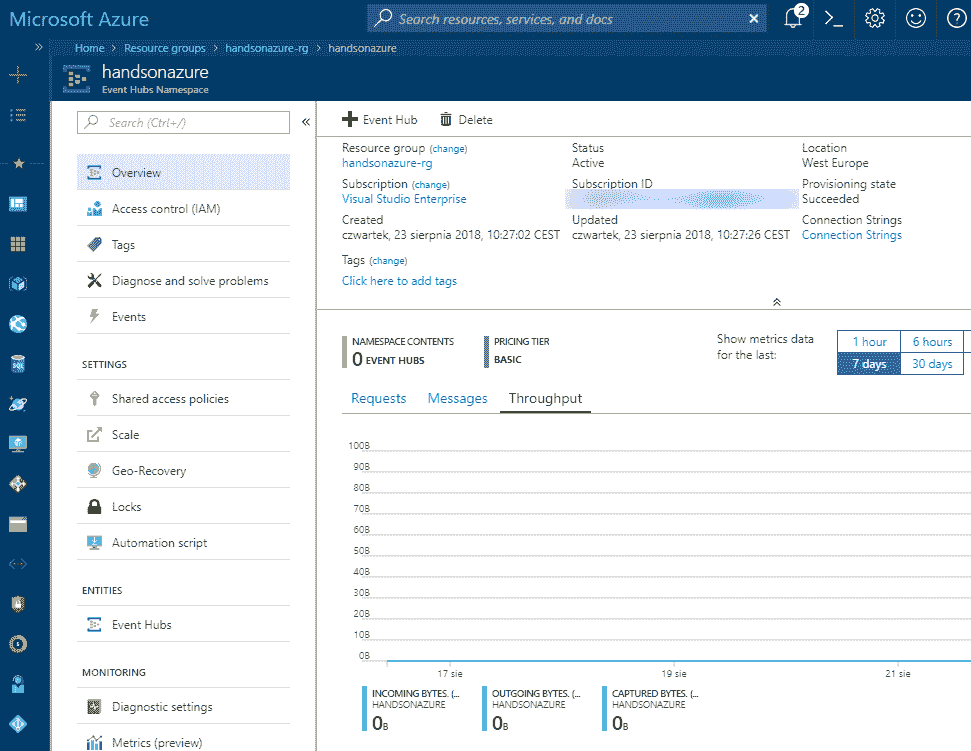 Microsoft Azure
Search resources, services, and docs
2
Home > Resource groups > handsonazure-rg > handsonazure
handsonazure
Event Hubs Namespace
Search (Ctrl+/)
Overview
Access control (IAM)
Tags
Diagnose and solve problems
Events
SETTINGS
Shared access policies
Scale
Geo-Recovery
Locks
Automation script
ENTITIES
Event Hubs
MONITORING
Diagnostic settings
Metrics (preview)
Event Hub Delete
Resource group (change)
handsonazure-rg
Subscription (change)
Visual Studio Enterprise
Created
czwartek, 23 sierpnia 2018, 10:27:02 CEST
Tags (change)
Click here to add tags
Status
Active
Subscription ID
Updated
czwartek, 23 sierpnia 2018, 10:27:26 CEST
Location
West Europe
Provisioning state
Succeeded
Connection Strings
Connection Strings
NAMESPACE CONTENTS
0 EVENT HUBS
PRICING TIER
BASIC
Show metrics data
for the last:
1 hour 6 hours
7 days 30 days
Requests Messages Throughput
100B
90B
80B
70B
60B
50B
40B
30B
20B
10B
0B
17 sie 19 sie 21 sie
INCOMING BYTES. (...
HANDSONAZURE
0B
OUTGOING BYTES. (...
HANDSONAZURE
0B
CAPTURED BYTES. (...
HANDSONAZURE
0B